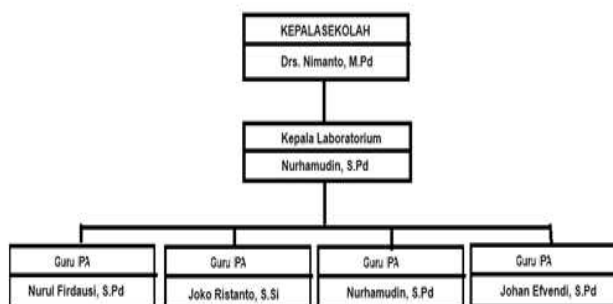 KEPALASEKOLAH
Drs. Nimanto, M.Pd
Kepala Laboratorium
Nurhamudin, S.Pd
Guru IPA
Nurul Firdausi, S.Pd
Guru IPA
Joko Ristanto, S.Si
Guru IPA
Nurhamudin, S.Pd
Guru IPA
Johan Efvendi, S.Pd